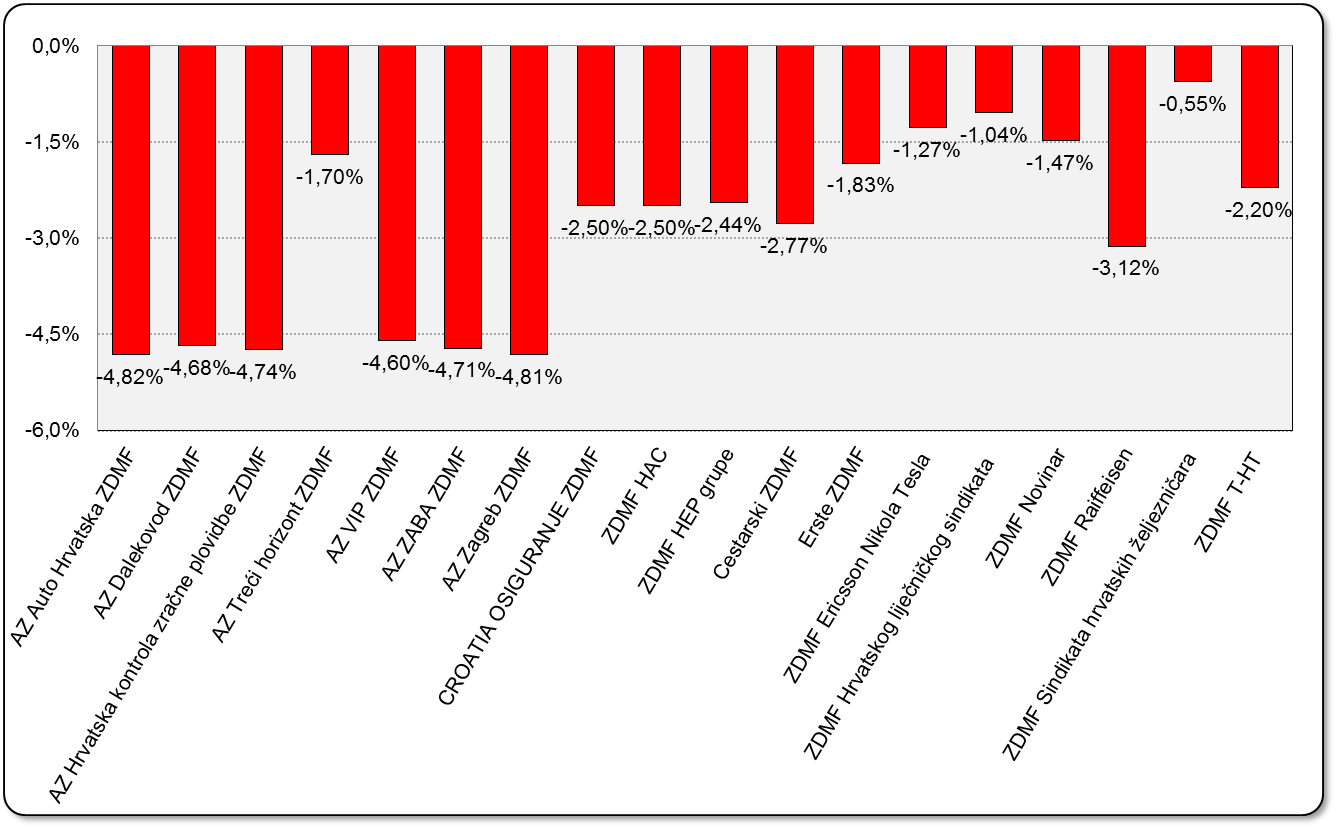 0,0%
-1,5%
-3,0%
-4,5%
-6,0%
-4,82%
-4,68%
-4,74%
-1,70%
-4,60%
-4,71%
-4,81%
-2,50%
-2,50%
-2,44%
-2,77%
-1,83%
-1,27%
-1,04%
-1,47%
-3,12%
-0,55%
-2,20%
AZ Auto Hrvatska ZDMF
AZ Dalekovod ZDMF
AZ Hrvatska kontrola zračne plovidbe ZDMF
AZ Treći horizont ZDMF
AZ VIP ZDMF
AZ ZABA ZDMF
AZ Zagreb ZDMF
CROATIA OSIGURANJE ZDMF
ZDMF HAC
ZDMF HEP grupe
Cestarski ZDMF
Erste ZDMF
ZDMF Ericsson Nikola Tesla
ZDMF Hrvatskog liječničkog sindikata
ZDMF Novinar
ZDMF Raiffeisen
ZDMF Sindikata hrvatskih željezničara
ZDMF T-HT